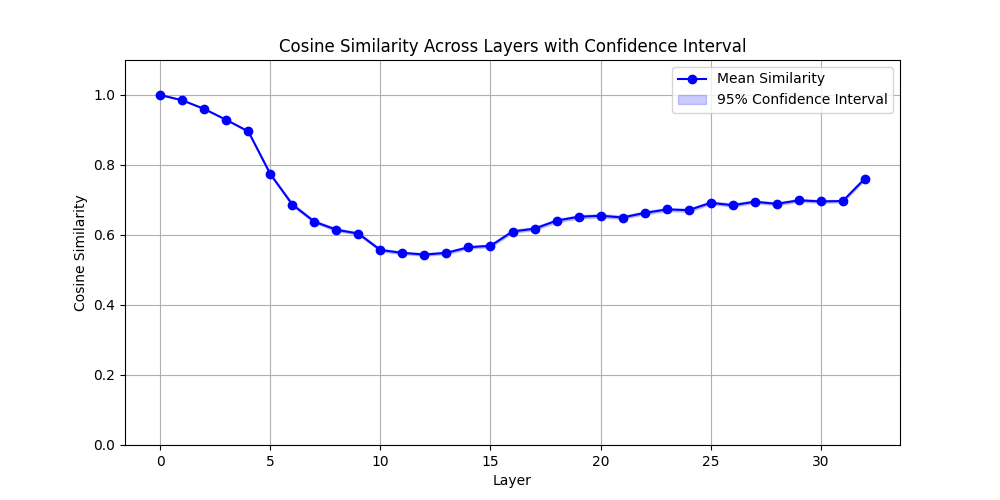 Cosine Similarity Across Layers with Confidence Interval
Mean Similarity
95% Confidence Interval
Cosine Similarity
1.0
0.8
0.6
0.4
0.2
0.0
0 5 10 15 20 25 30
Layer